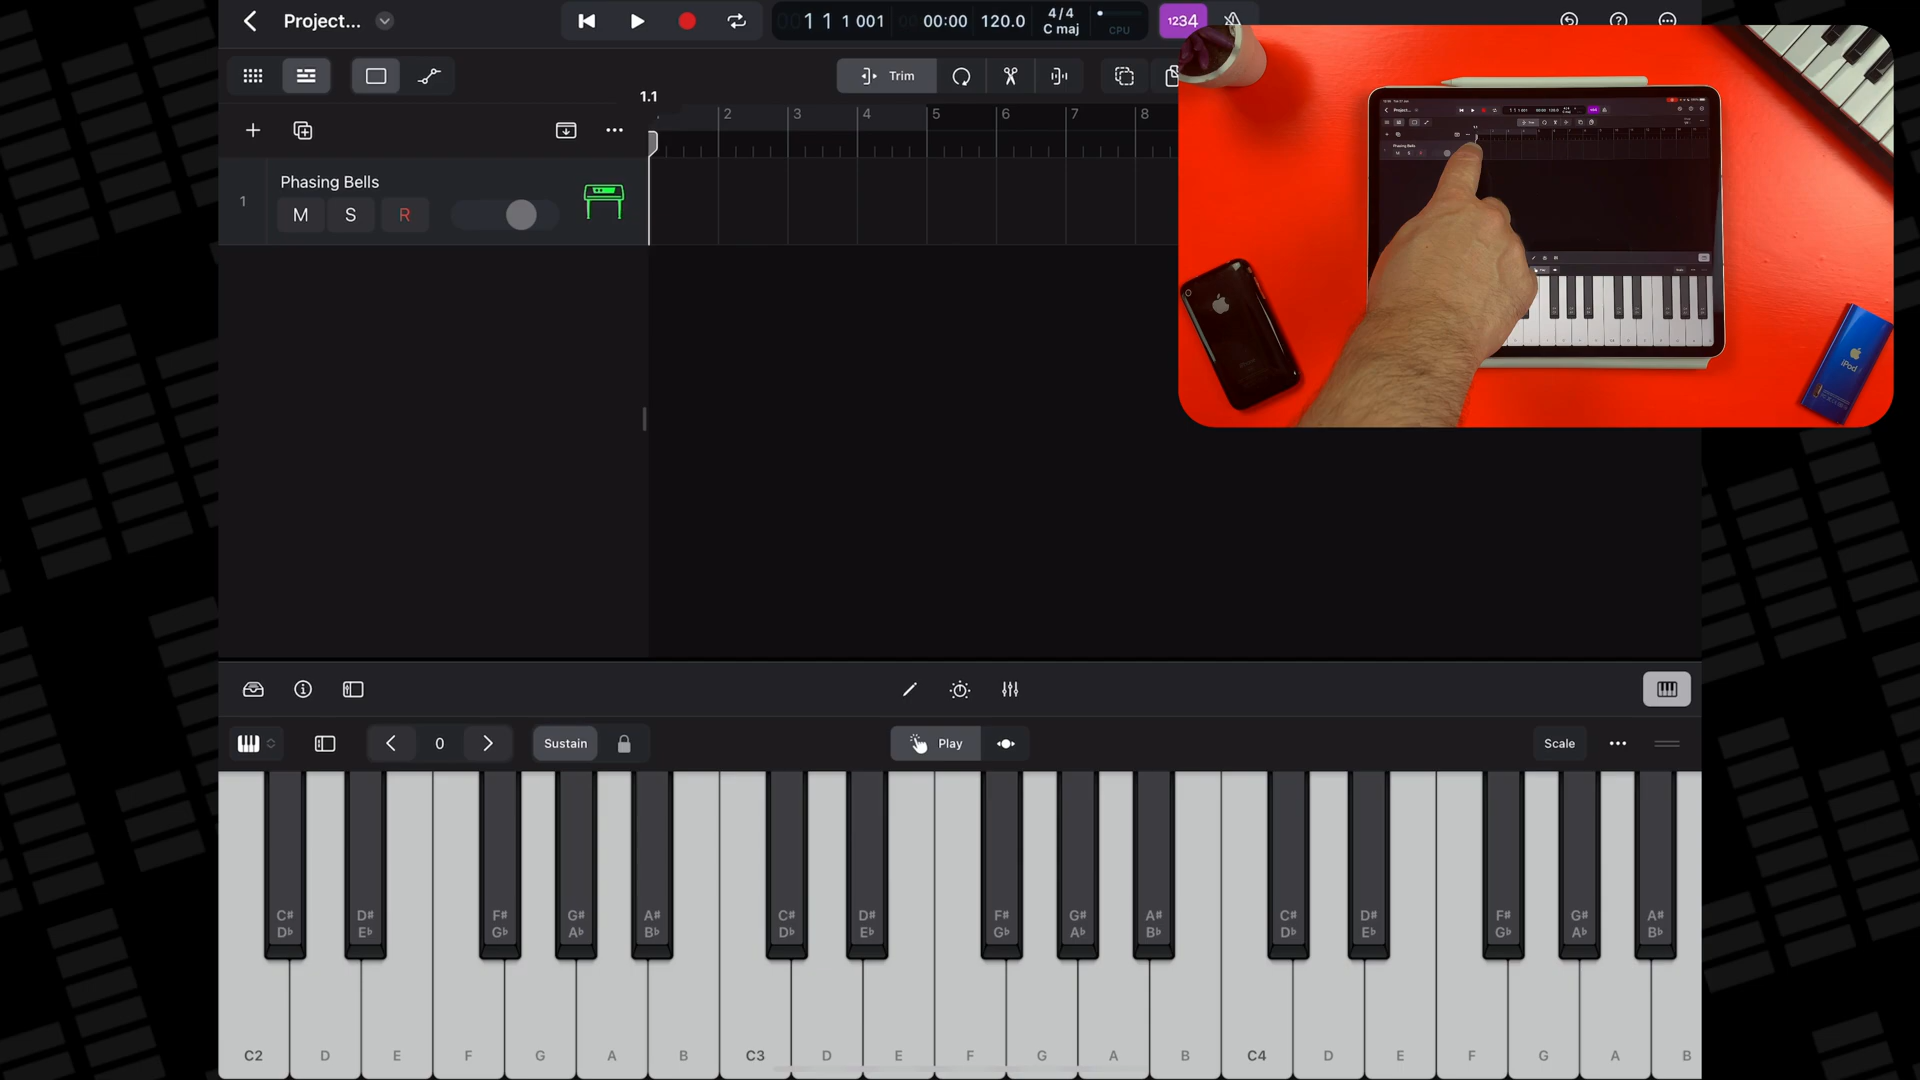 Project...
1 1 1 001
00:00
120.0
4/4
C maj
CPU
1234
Trim
1.1
2 3 4 5 6 7 8
1
Phasing Bells
M S R
0
Sustain
Play
Scale
C# D# F# G# A# C# D# F# G# A# C# D# F# G# A#
D♭ E♭ G♭ A♭ B♭ D♭ E♭ G♭ A♭ B♭ D♭ E♭ G♭ A♭ B♭
C2 D E F G A B C3 D E F G A B C4 D E F G A B
iPod